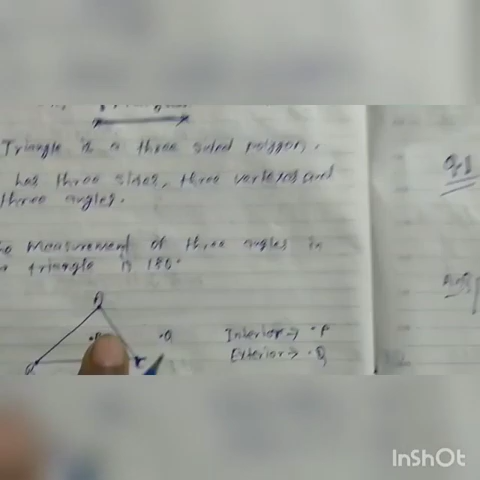 Triangle is a three sided polygon.
has three sides, three vertexes and
three angles.
measurement of three angles in
triangle is 180°
A
.Q
Interior → .P
Exterior → .Q
Q.1
InShOt